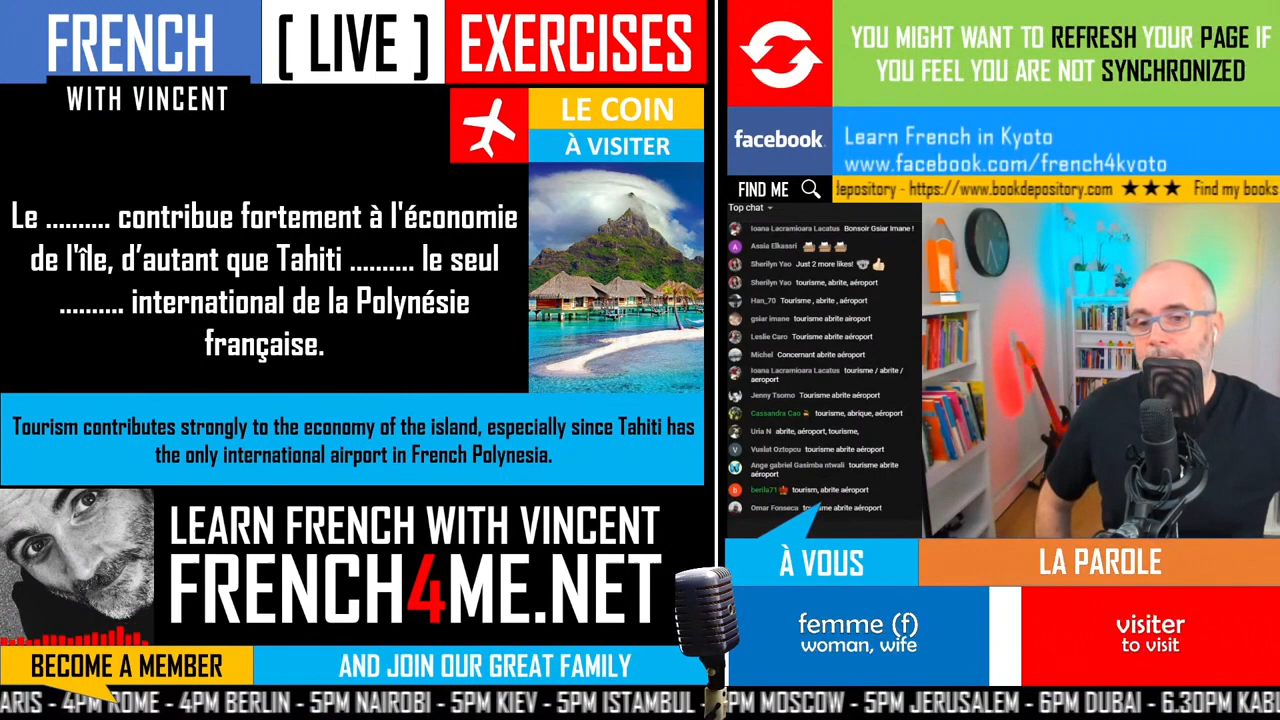 FRENCH
WITH VINCENT
[ LIVE ]
EXERCISES
LE COIN
À VISITER
Le .......... contribue fortement à l'économie
de l'île, d’autant que Tahiti .......... le seul
.......... international de la Polynésie
française.
Tourism contributes strongly to the economy of the island, especially since Tahiti has
the only international airport in French Polynesia.
LEARN FRENCH WITH VINCENT
FRENCH4ME.NET
BECOME A MEMBER
AND JOIN OUR GREAT FAMILY
YOU MIGHT WANT TO REFRESH YOUR PAGE IF
YOU FEEL YOU ARE NOT SYNCHRONIZED
facebook.
Learn French in Kyoto
www.facebook.com/french4kyoto
FIND ME
depository - https://www.bookdepository.com ★★★ Find my books
Top chat
Ioana Lacramioara Lacatus Bonsoir Gsiar Imane !
Assia Elkassri
Sherilyn Yao Just 2 more likes!
Sherilyn Yao tourisme, abrite, aéroport
Han_70 Tourisme , abrite , aéroport
gsiar imane Tourisme abrite airoport
Leslie Caro Tourisme abrite aéroport
Michel Concernant abrite aéroport
Ioana Lacramioara Lacatus tourisme / abrite /
aeroport
Jenny Tsomo Tourisme abrite aéroport
Cassandra Cao tourisme, abrique, aéroport
Uria N abrite, aéroport, tourisme,
Vuslat Oztopcu tourisme abrite aéroport
Ange gabriel Gasimba ntwali tourisme abrite
aéroport
berila71 tourism, abrite aéroport
Omar Fonseca tourisme abrite aéroport
À VOUS
LA PAROLE
femme (f)
woman, wife
visiter
to visit
ARIS - 4PM ROME - 4PM BERLIN - 5PM NAIROBI - 5PM KIEV - 5PM ISTAMBUL - PM MOSCOW - 5PM JERUSALEM - 6PM DUBAI - 6.30PM KABU